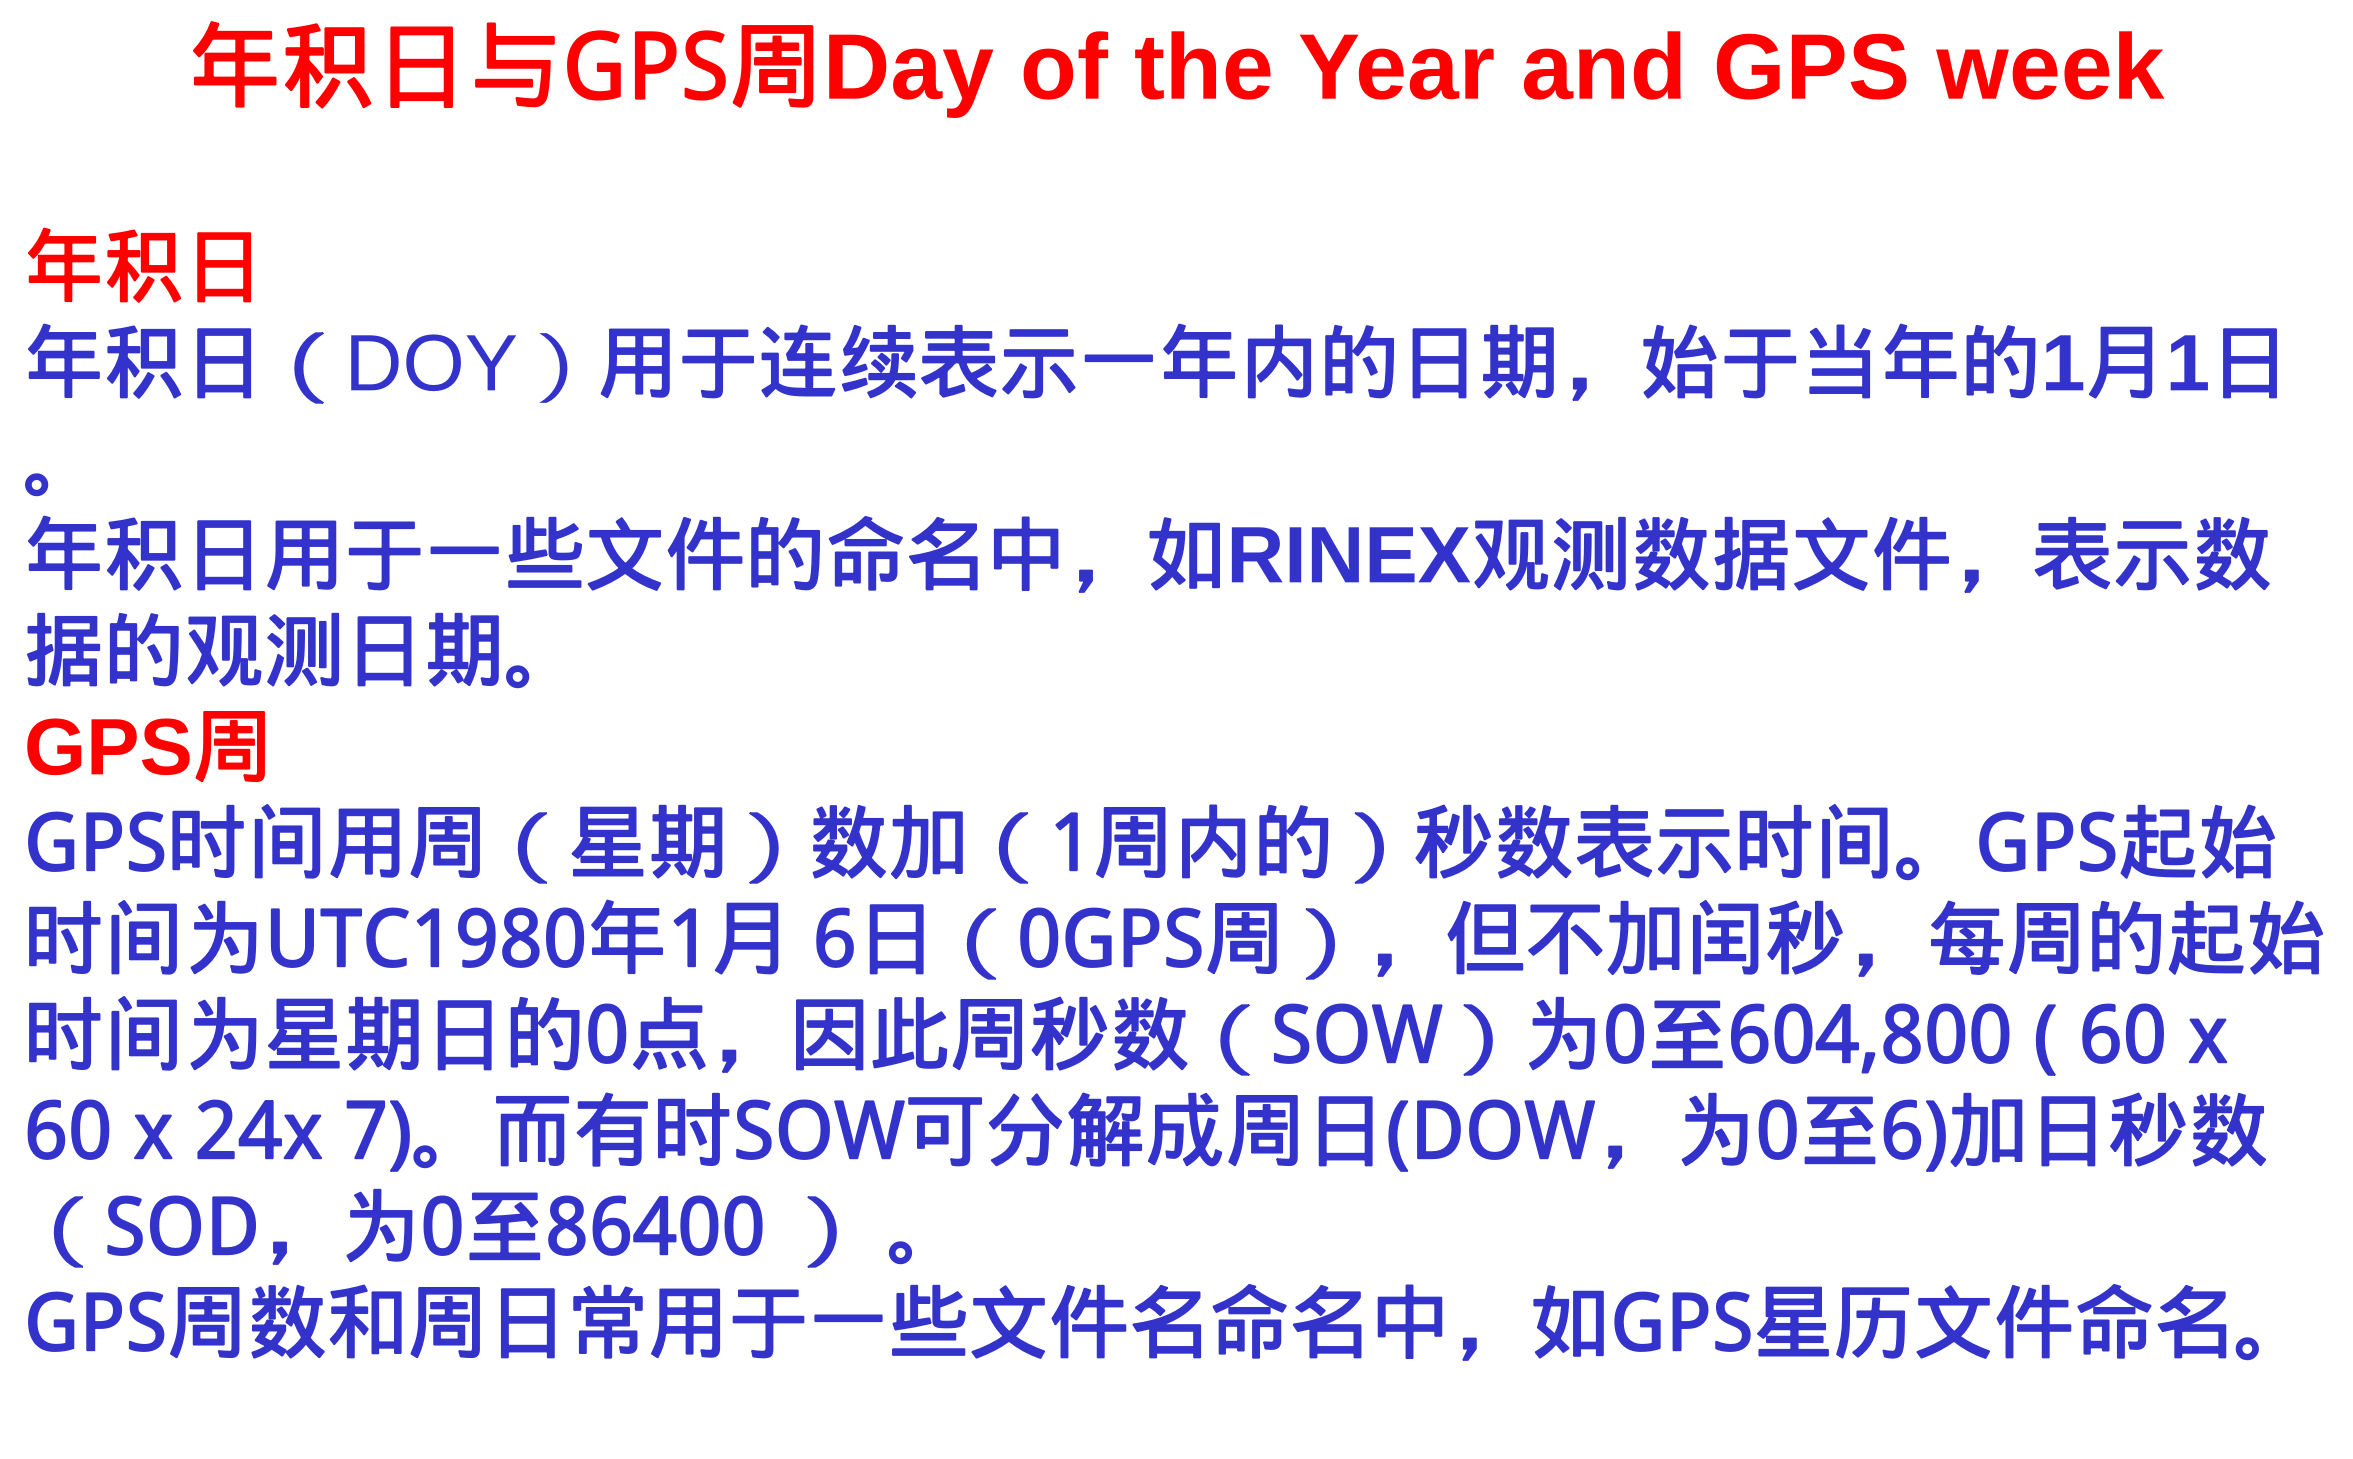 年积日与GPS周Day of the Year and GPS week
年积日
年积日（DOY）用于连续表示一年内的日期，始于当年的1月1日
。
年积日用于一些文件的命名中，如RINEX观测数据文件，表示数
据的观测日期。
GPS周
GPS时间用周（星期）数加（1周内的）秒数表示时间。GPS起始
时间为UTC1980年1月 6日（0GPS周），但不加闰秒，每周的起始
时间为星期日的0点，因此周秒数（SOW）为0至604,800 ( 60 x
60 x 24x 7)。而有时SOW可分解成周日(DOW，为0至6)加日秒数
（SOD，为0至86400 ）。
GPS周数和周日常用于一些文件名命名中，如GPS星历文件命名。